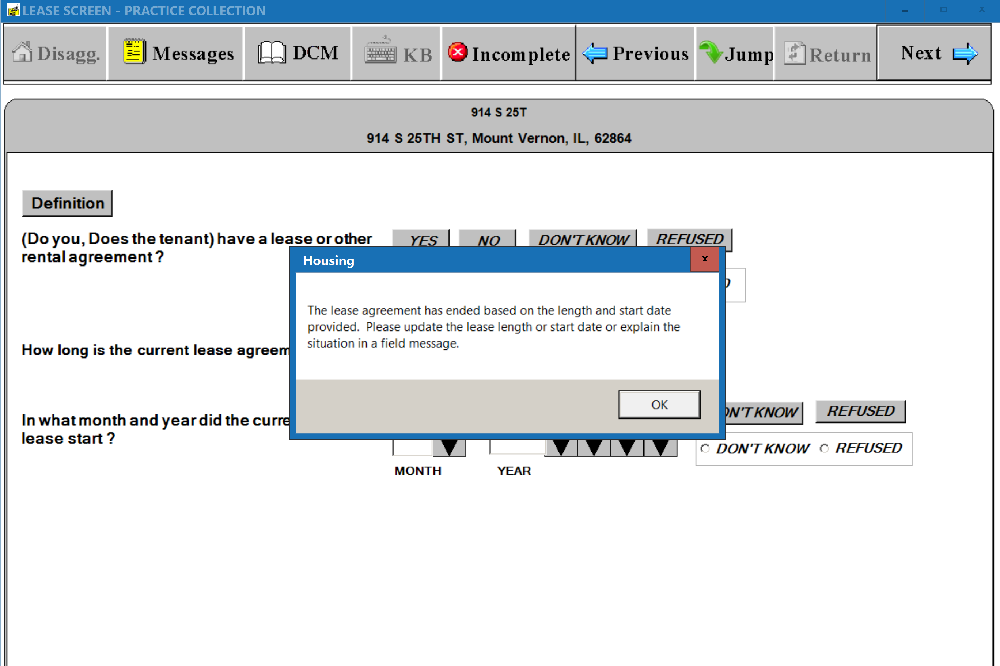 LEASE SCREEN - PRACTICE COLLECTION
Disagg. Messages DCM KB Incomplete Previous Jump Return Next
914 S 25T
914 S 25TH ST, Mount Vernon, IL, 62864
Definition
(Do you, Does the tenant) have a lease or other
rental agreement ?
YES NO DON'T KNOW REFUSED
Housing
x
The lease agreement has ended based on the length and start date
provided. Please update the lease length or start date or explain the
situation in a field message.
OK
How long is the current lease agreem
In what month and year did the curre
lease start ?
ON'T KNOW REFUSED
DON'T KNOW REFUSED
MONTH YEAR